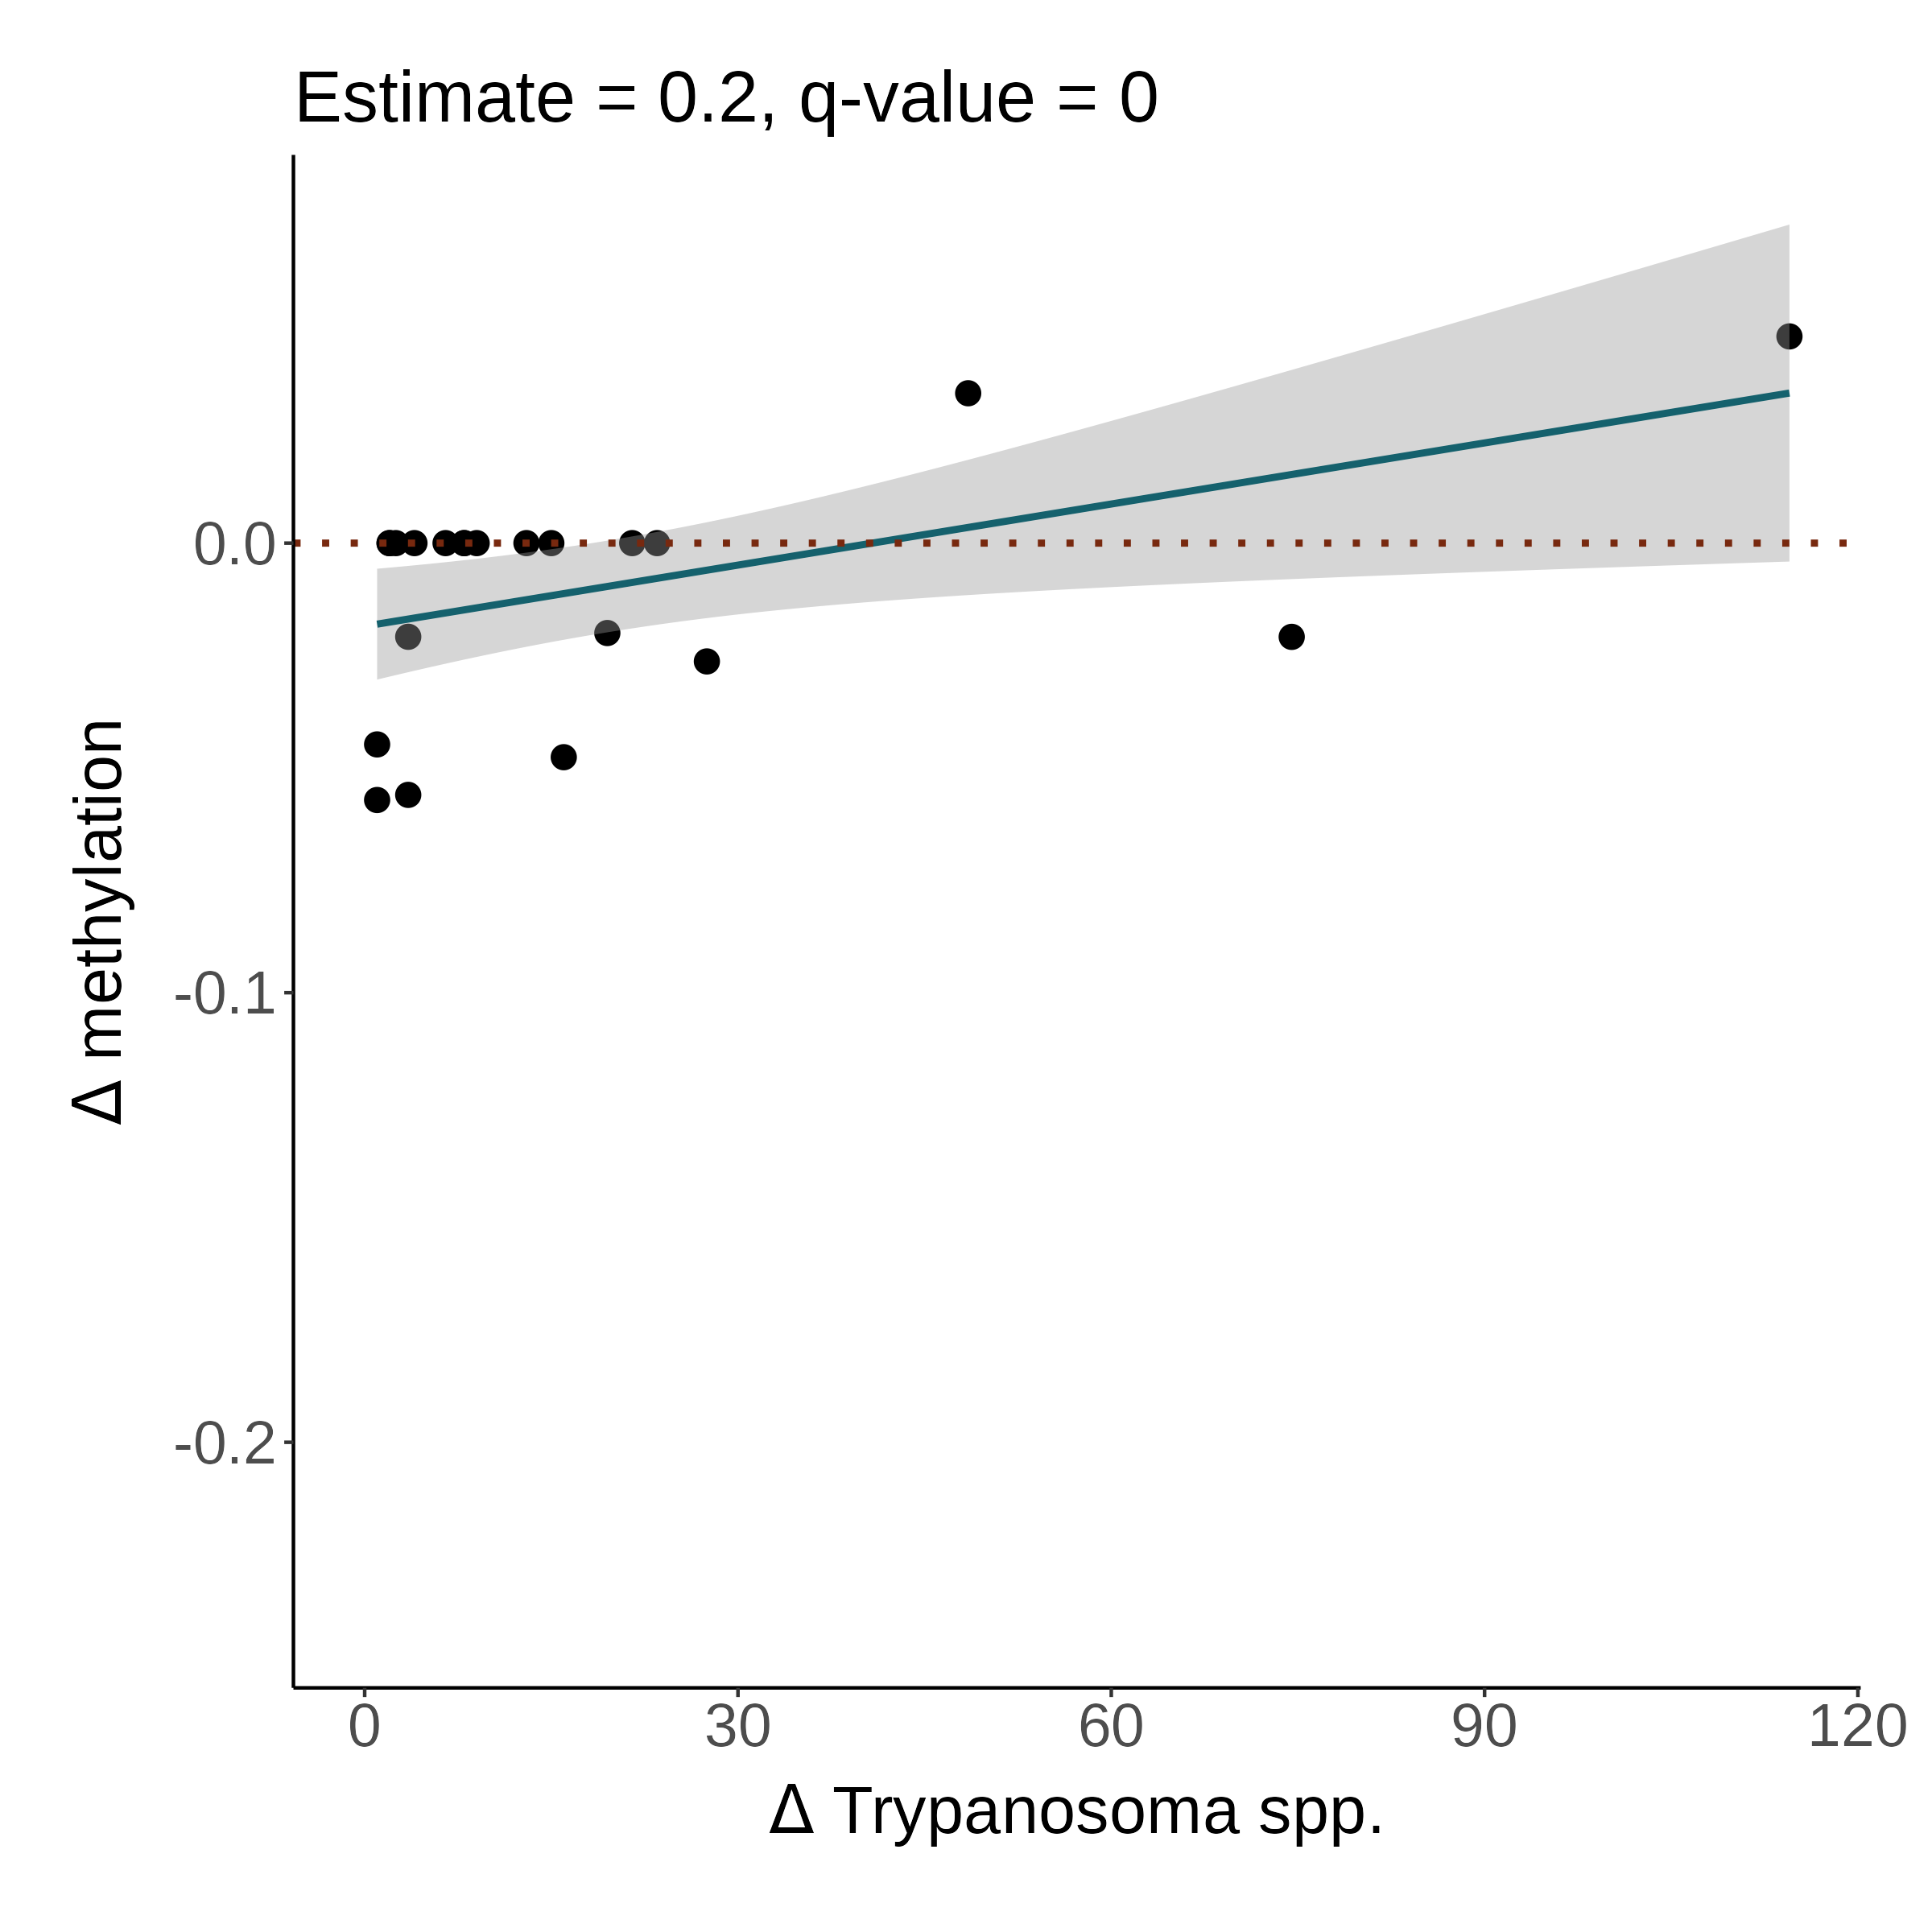 Estimate = 0.2, q-value = 0
Δ methylation
0.0
-0.1
-0.2
0 30 60 90 120
Δ Trypanosoma spp.